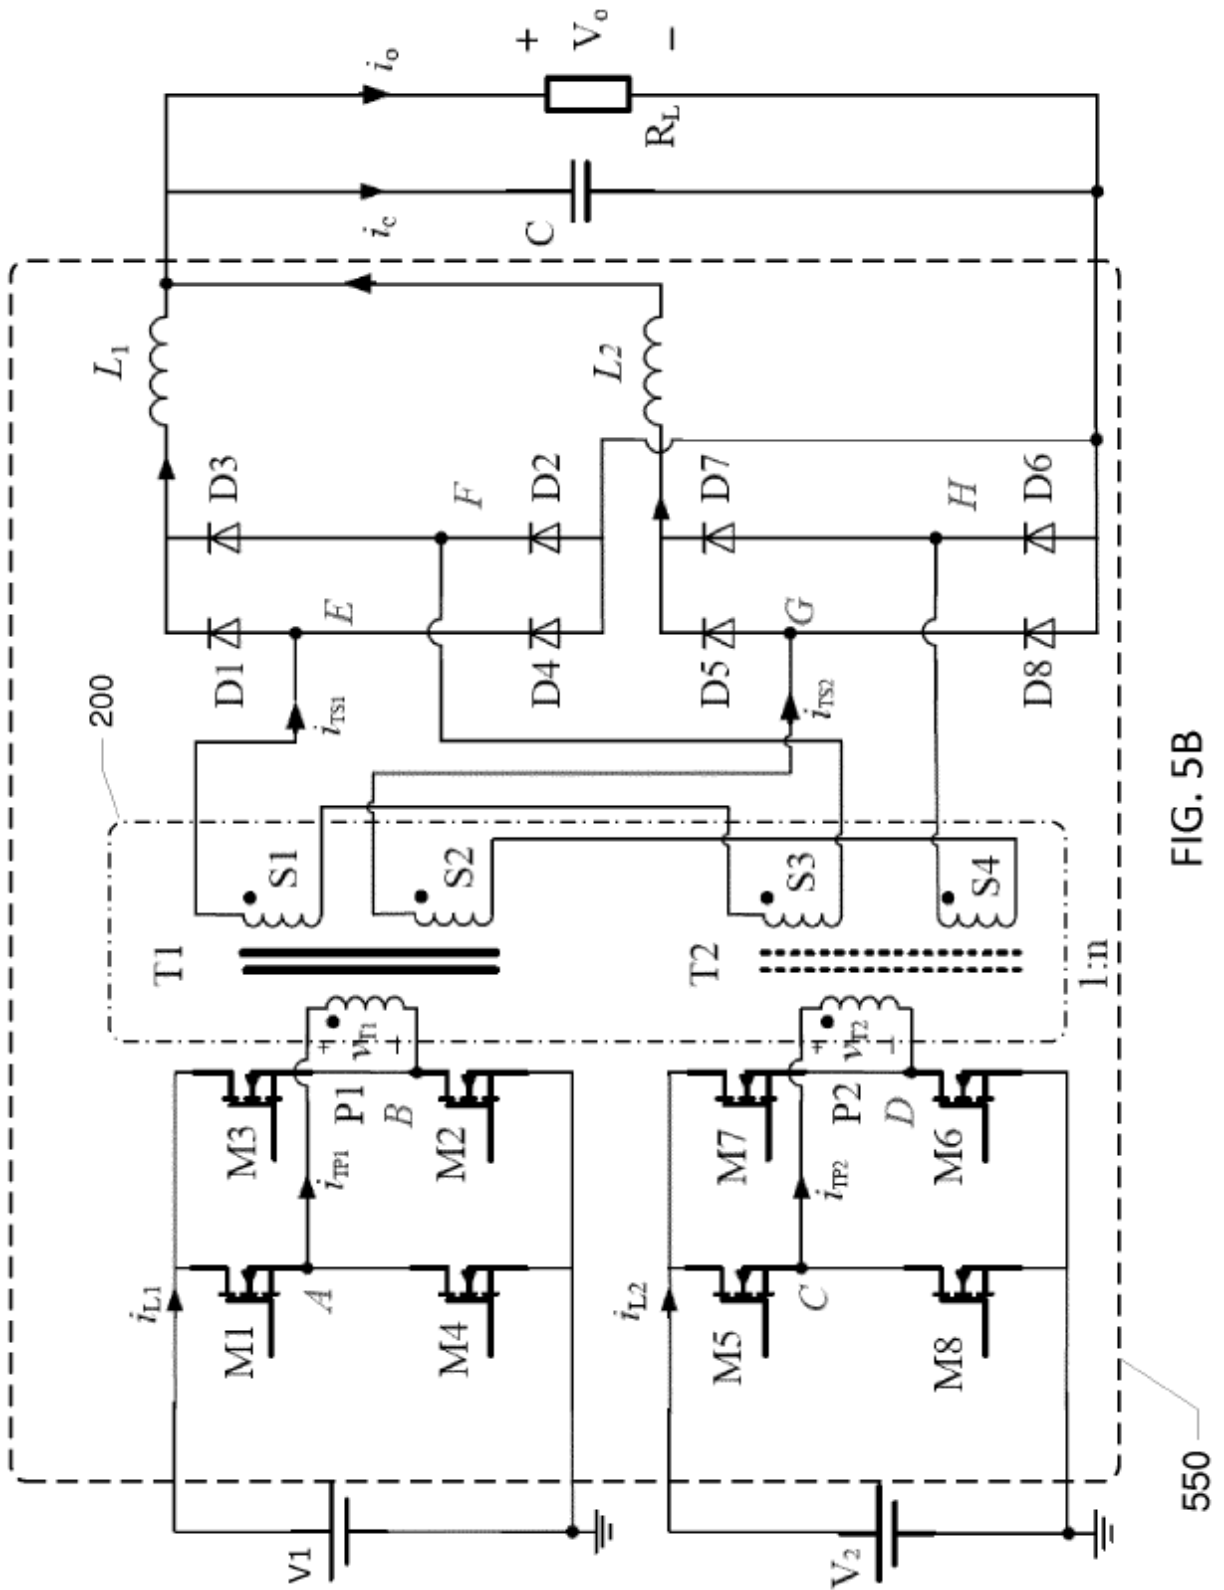 200
T1
T2
1:n
S1
S2
S3
S4
V1
V2
iL1
iL2
M1
M3
M4
M2
M5
M7
M8
M6
A
B
C
D
P1
P2
iTP1
iTP2
+
vT1
+
vT2
iTS1
iTS2
D1
D3
D4
D2
D5
D7
D8
D6
E
F
G
H
L1
L2
ic
io
C
RL
+
Vo
−
550
FIG. 5B